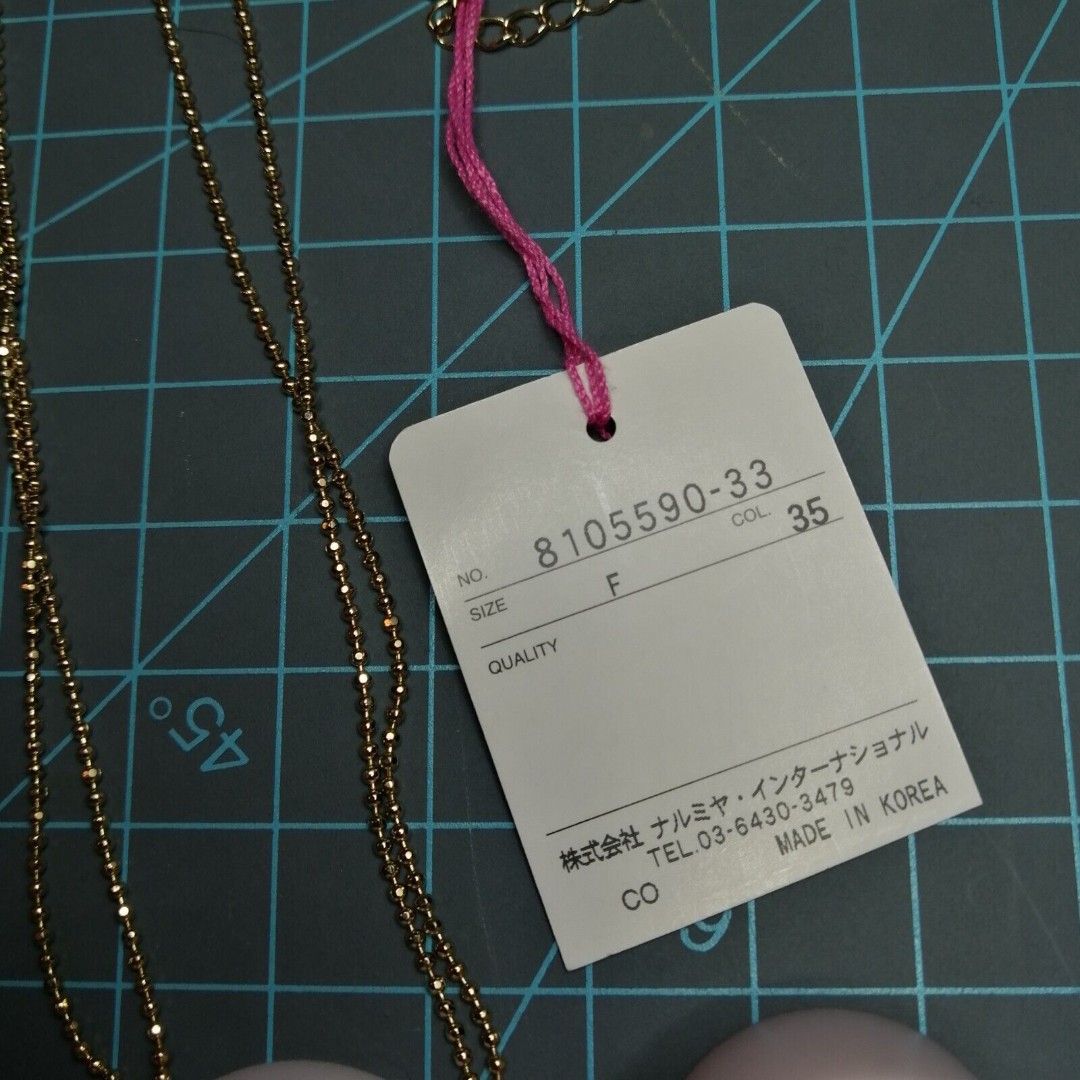 NO. 8105590-33
COL. 35
SIZE F
QUALITY
株式会社 ナルミヤ・インターナショナル
TEL.03-6430-3479
MADE IN KOREA
CO
45°